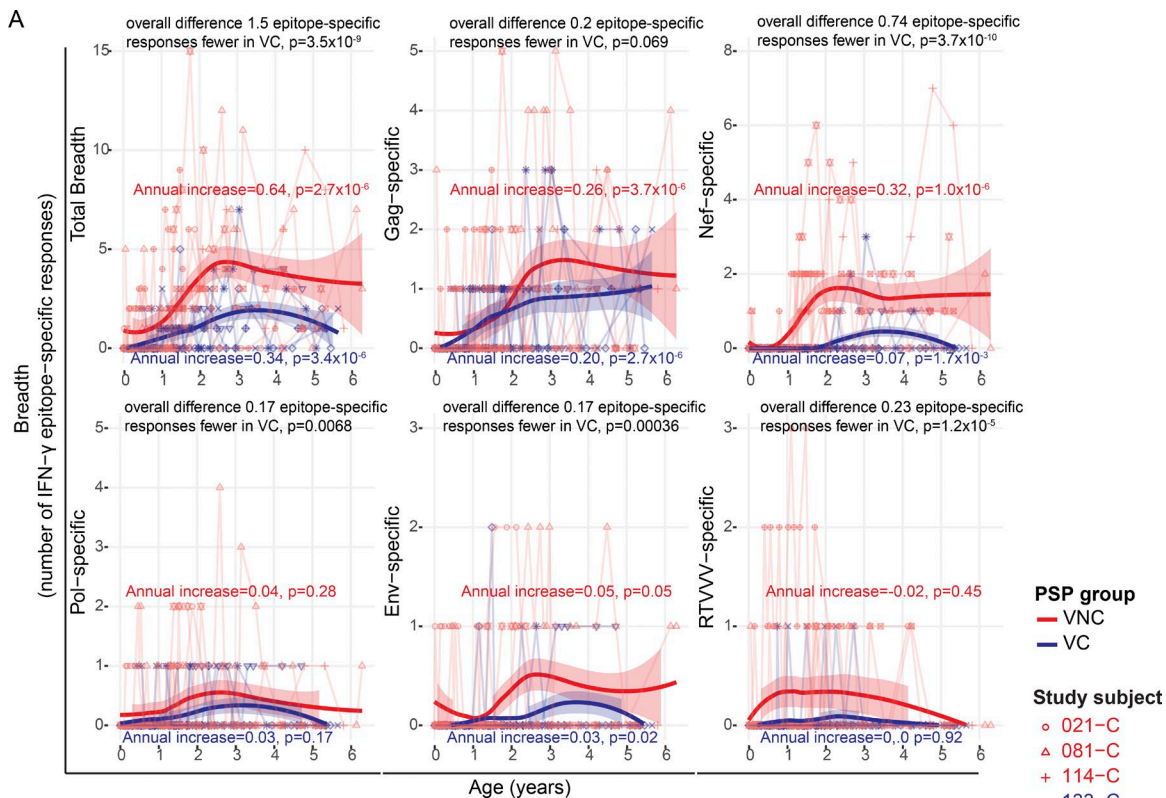 A
overall difference 1.5 epitope-specific
responses fewer in VC, p=3.5x10-9
overall difference 0.2 epitope-specific
responses fewer in VC, p=0.069
overall difference 0.74 epitope-specific
responses fewer in VC, p=3.7x10-10
Breadth
(number of IFN-γ epitope-specific responses)
Total Breadth
15
10
5
0
Annual increase=0.64, p=2.7x10-6
Annual increase=0.34, p=3.4x10-6
0 1 2 3 4 5 6
Gag-specific
5
4
3
2
1
0
Annual increase=0.26, p=3.7x10-6
Annual increase=0.20, p=2.7x10-6
0 1 2 3 4 5 6
Nef-specific
8
6
4
2
0
Annual increase=0.32, p=1.0x10-6
Annual increase=0.07, p=1.7x10-3
0 1 2 3 4 5 6
overall difference 0.17 epitope-specific
responses fewer in VC, p=0.0068
overall difference 0.17 epitope-specific
responses fewer in VC, p=0.00036
overall difference 0.23 epitope-specific
responses fewer in VC, p=1.2x10-5
Pol-specific
5
4
3
2
1
0
Annual increase=0.04, p=0.28
Annual increase=0.03, p=0.17
0 1 2 3 4 5 6
Env-specific
3
2
1
0
Annual increase=0.05, p=0.05
Annual increase=0.03, p=0.02
0 1 2 3 4 5 6
RTVVV-specific
3
2
1
0
Annual increase=-0.02, p=0.45
Annual increase=0,.0 p=0.92
0 1 2 3 4 5 6
Age (years)
PSP group
VNC
VC
Study subject
021-C
081-C
114-C